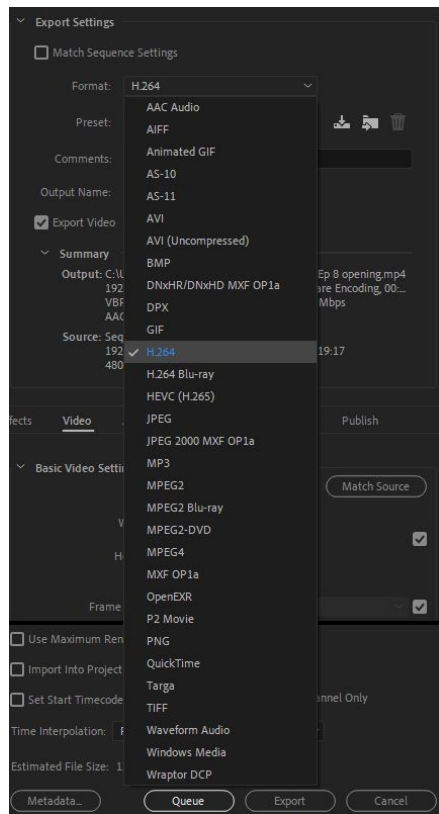 Export Settings
Match Sequence Settings
Format: H.264
AAC Audio
Preset:
AIFF
Animated GIF
Comments:
AS-10
Output Name:
AS-11
Export Video
AVI
AVI (Uncompressed)
Summary
BMP
Output: C:\ Ep 8 opening.mp4
DNxHR/DNxHD MXF OP1a
192 are Encoding, 00:...
VBR Mbps
DPX
AAC
GIF
Source: Seq
192 H.264 19:17
480
H.264 Blu-ray
HEVC (H.265)
Video JPEG Publish
JPEG 2000 MXF OP1a
MP3
Basic Video
MPEG2 Match Source
MPEG2 Blu-ray
MPEG2-DVD
MPEG4
MXF OP1a
OpenEXR
Frame
P2 Movie
Use Maximum
PNG
Import Into Project
QuickTime
Targa
Set Start Timecode
TIFF
Channel Only
Time Interpolation:
Waveform Audio
Windows Media
Estimated File Size: 1
Wraptor DCP
Metadata... Queue Export Cancel